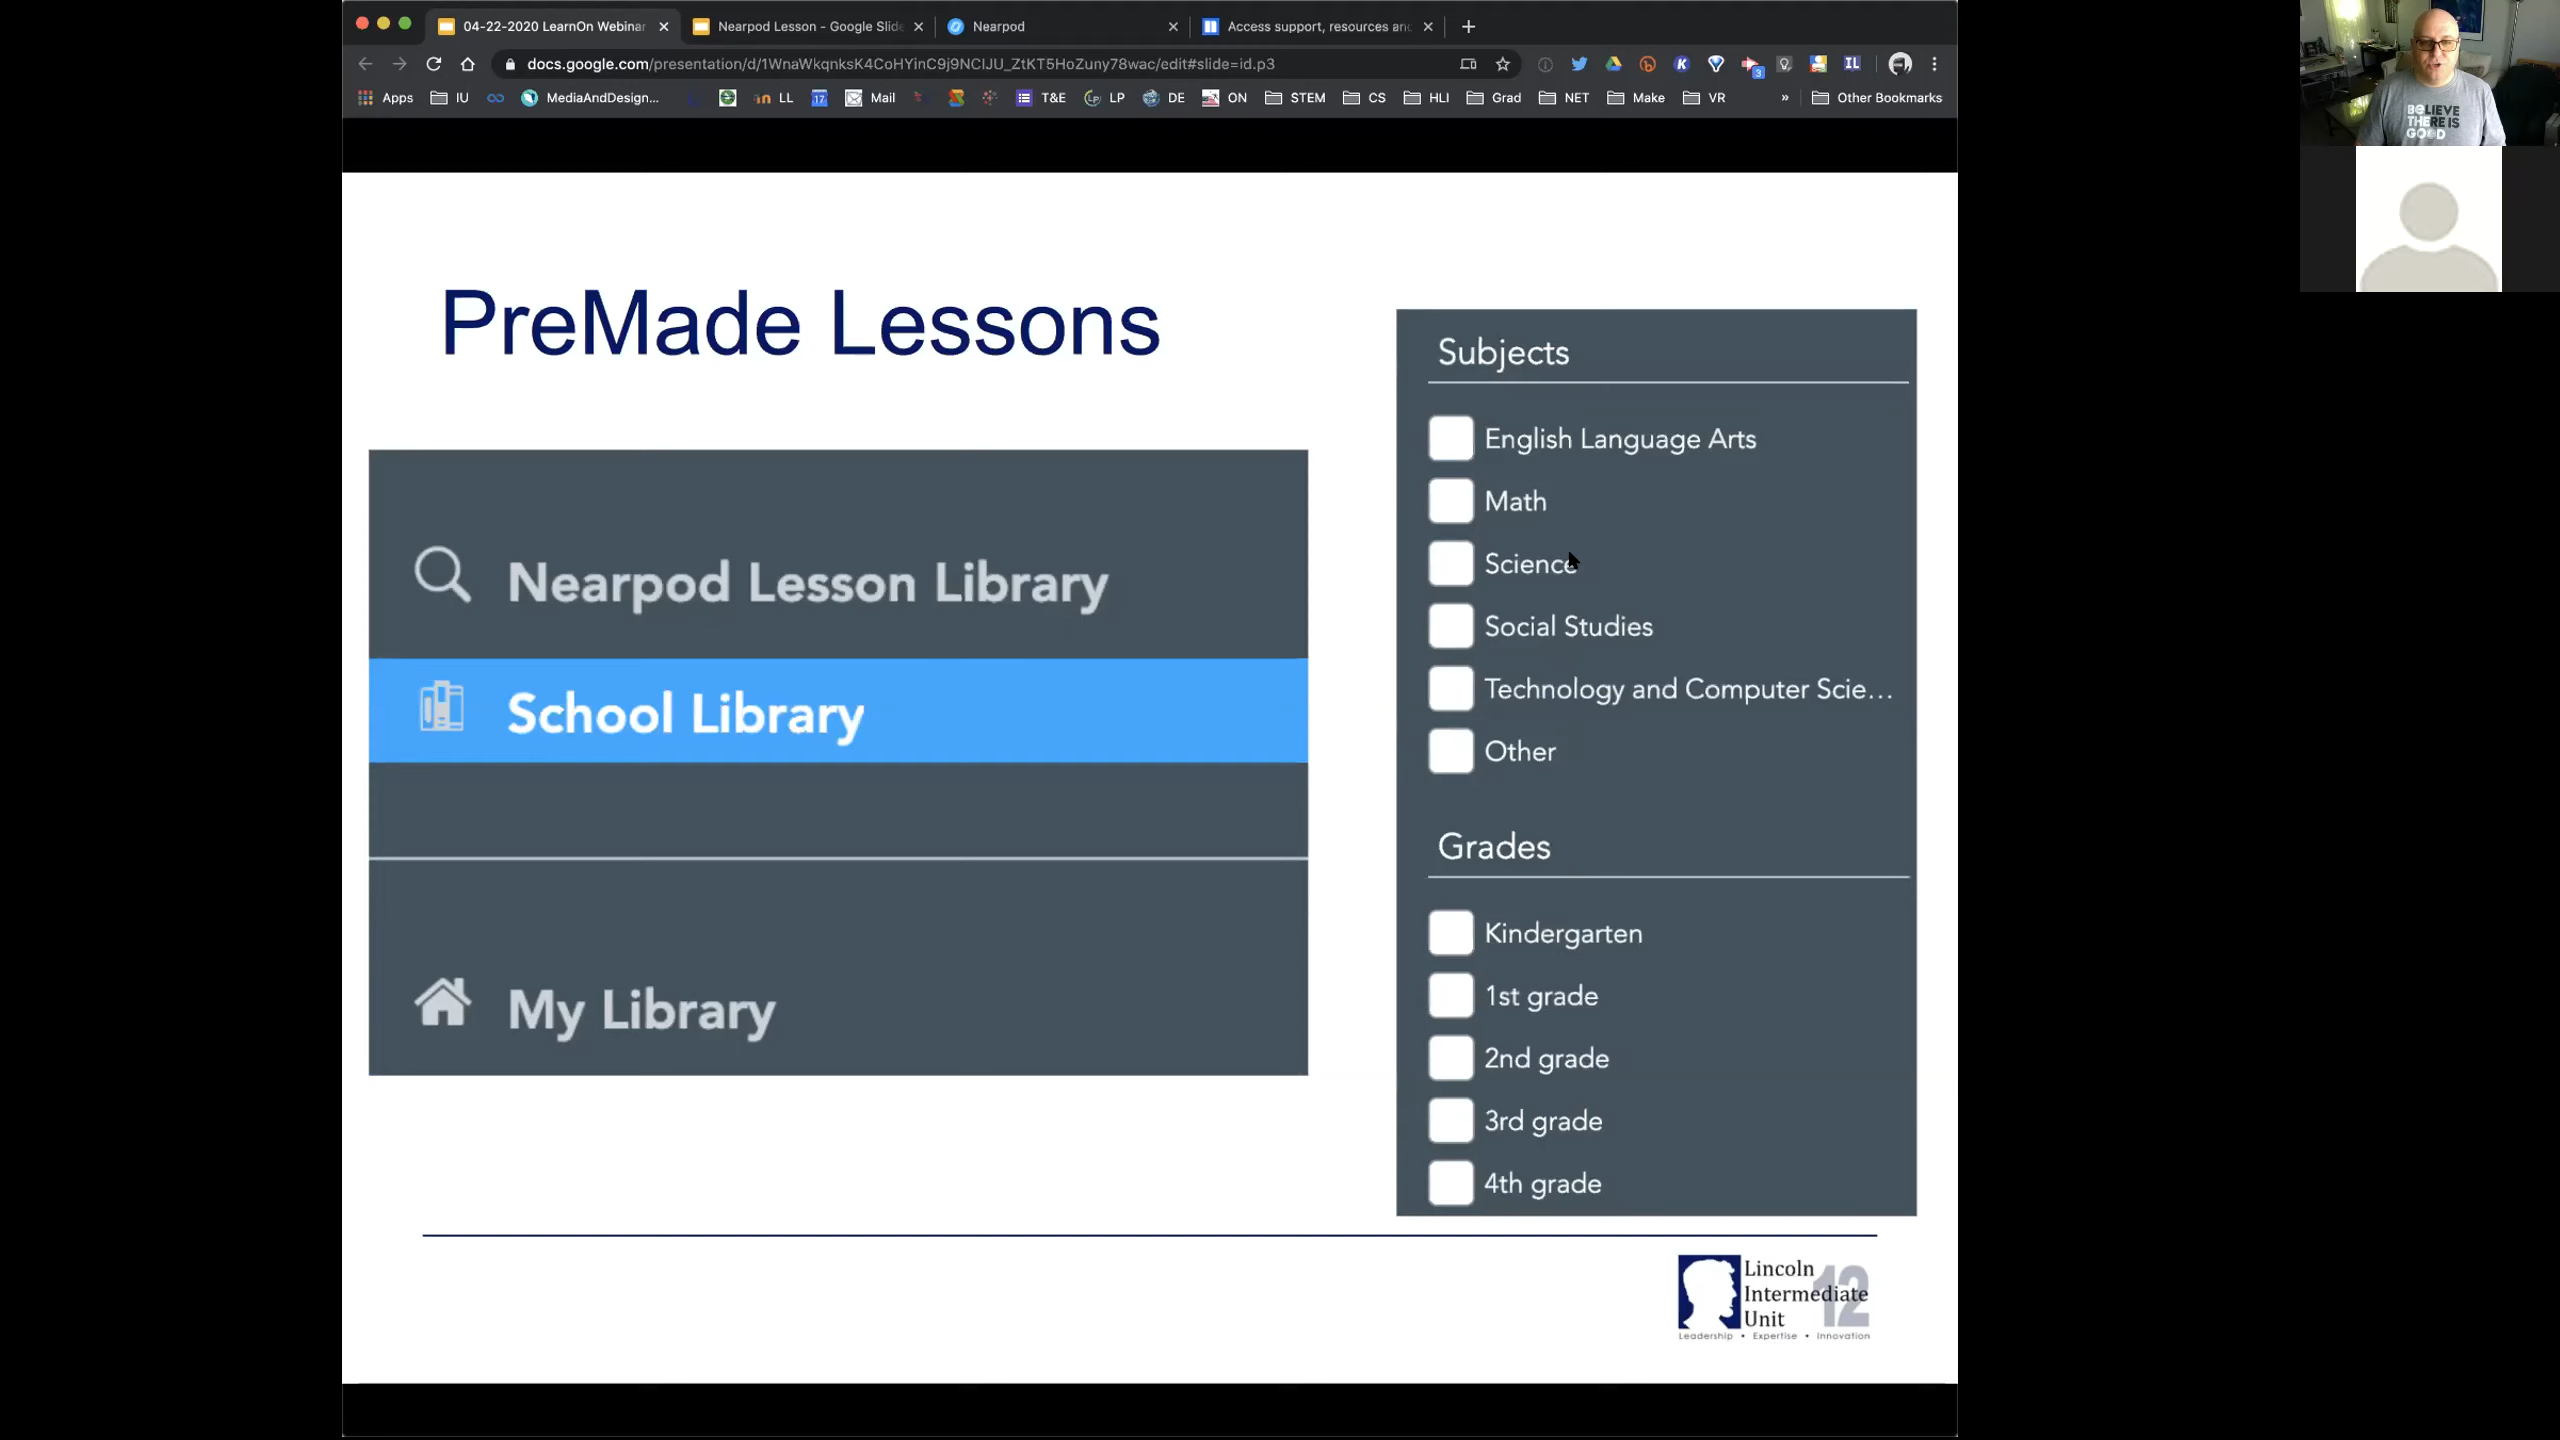 04-22-2020 LearnOn Webinar
Nearpod Lesson - Google Slide
Nearpod
Access support, resources an
docs.google.com/presentation/d/1WnaWkqnksK4CoHYinC9j9NCIJU_ZtKT5HoZuny78wac/edit#slide=id.p3
3
K
IL
Apps
IU
MediaAndDesign...
LL
17
Mail
T&E
LP
DE
ON
STEM
CS
HLI
Grad
NET
Make
VR
»
Other Bookmarks
BELIEVE
THERE IS
GOOD
PreMade Lessons
Nearpod Lesson Library
School Library
My Library
Subjects
English Language Arts
Math
Science
Social Studies
Technology and Computer Scie...
Other
Grades
Kindergarten
1st grade
2nd grade
3rd grade
4th grade
Lincoln
Intermediate
Unit
12
Leadership • Expertise • Innovation